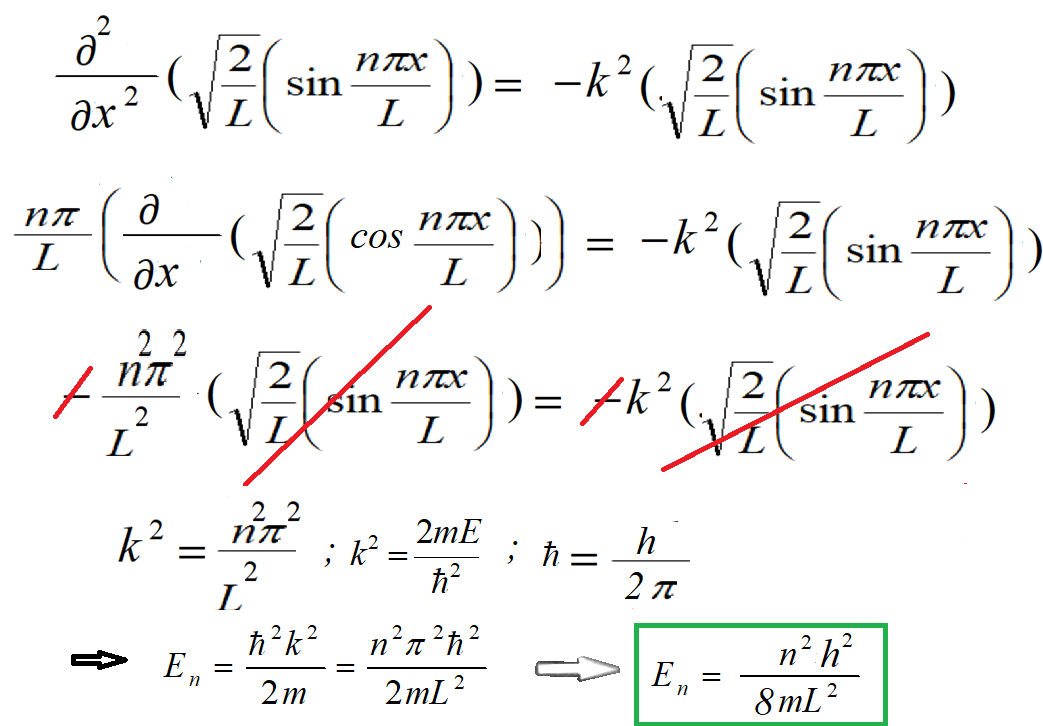 ∂²/∂x² (√(2/L) (sin nπx/L)) = -k² (√(2/L) (sin nπx/L))
nπ/L (∂/∂x (√(2/L) (cos nπx/L))) = -k² (√(2/L) (sin nπx/L))
- n²π²/L² (√(2/L) (sin nπx/L)) = -k² (√(2/L) (sin nπx/L))
k² = n²π²/L² ; k² = 2mE/ħ² ; ħ = h/2π
⇒ Eₙ = ħ²k²/2m = n²π²ħ²/2mL² ⇒ Eₙ = n²h²/8mL²